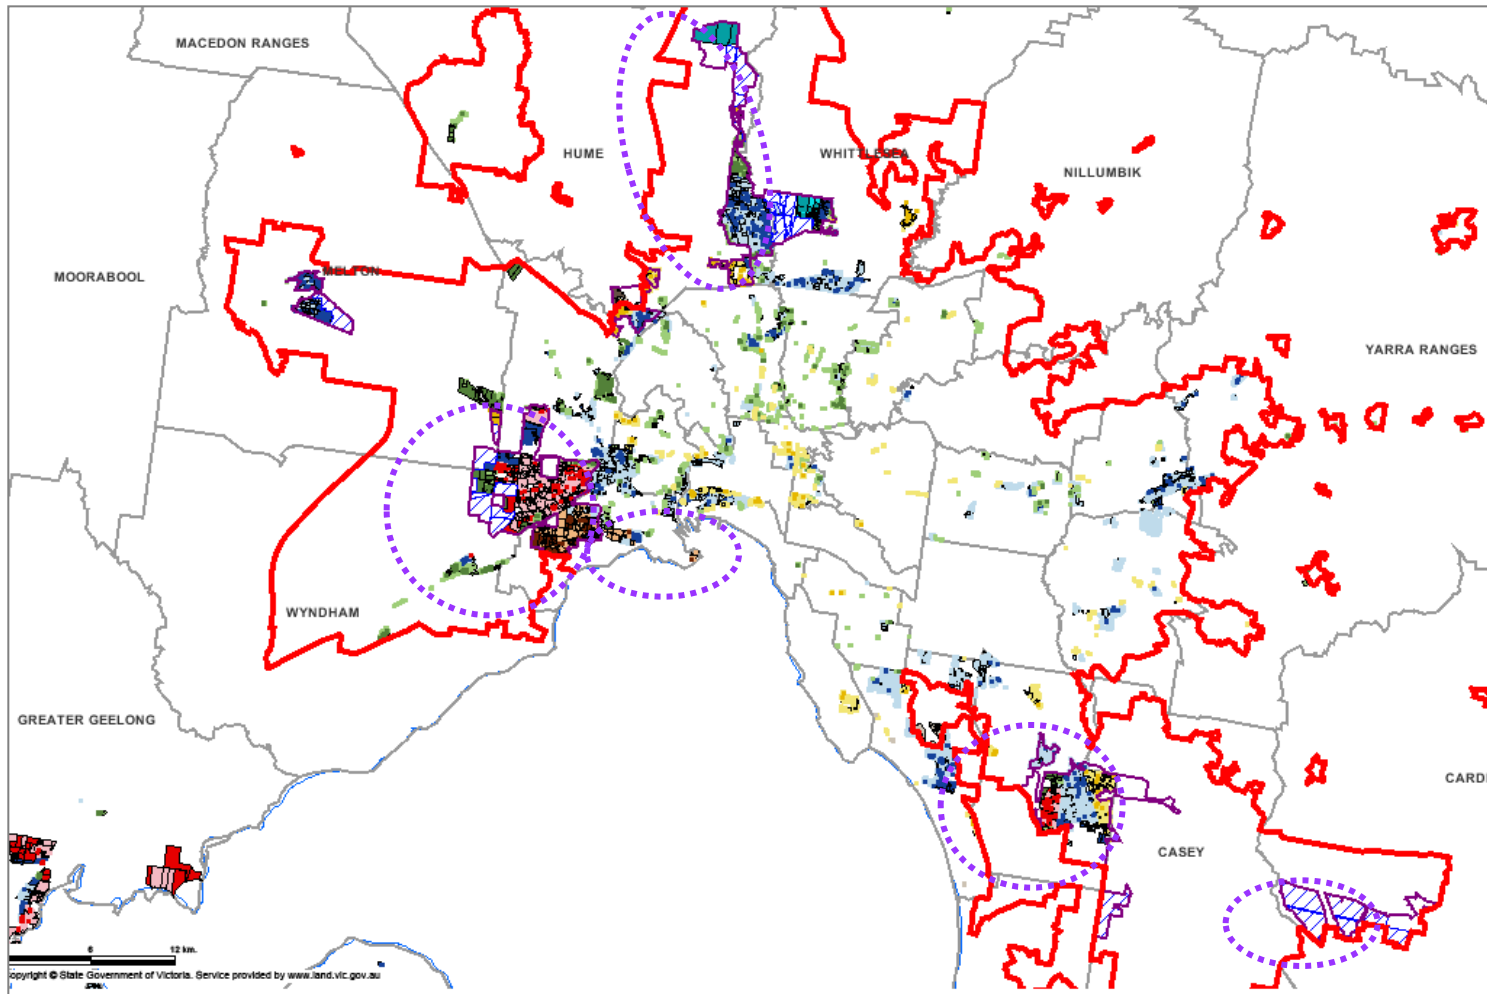 MACEDON RANGES
HUME
WHITTLESEA
NILLUMBIK
MOORABOOL
MELTON
YARRA RANGES
WYNDHAM
GREATER GEELONG
CARDI
CASEY
6 12 km.
opyright © State Government of Victoria. Service provided by www.land.vic.gov.au